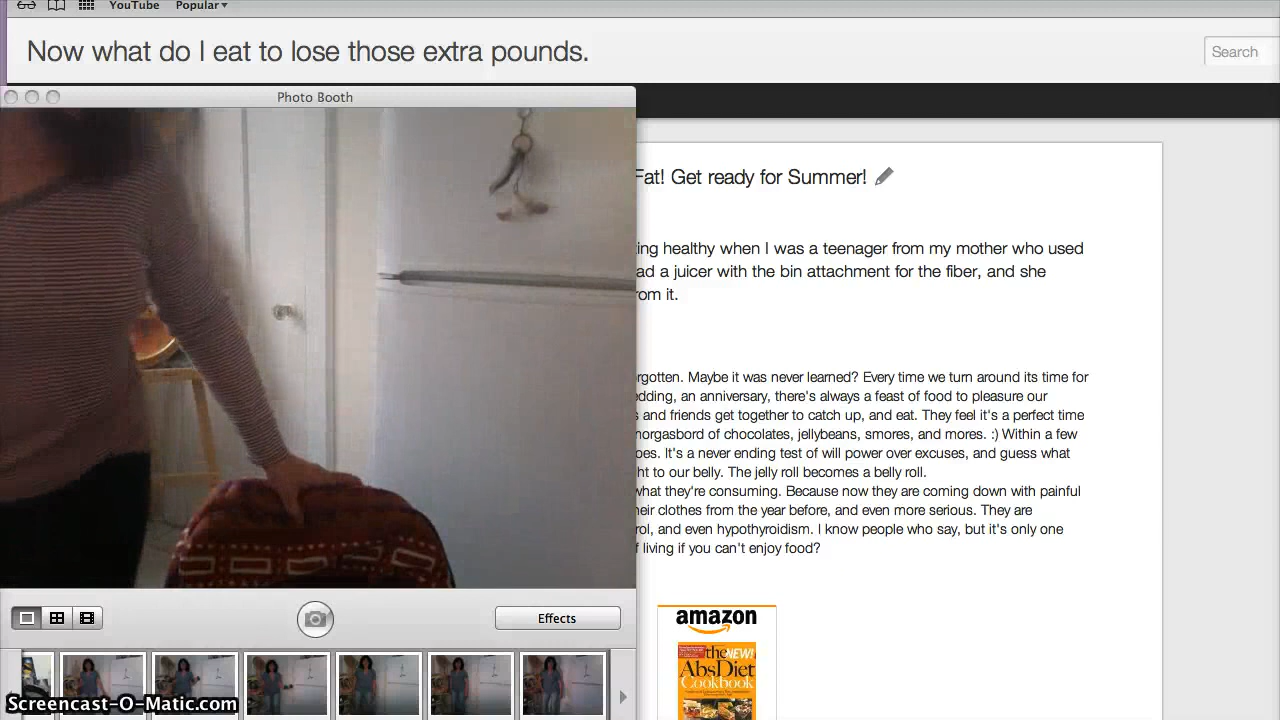 YouTube Popular▾
Now what do I eat to lose those extra pounds.
Search
Photo Booth
Fat! Get ready for Summer!
ting healthy when I was a teenager from my mother who used
ad a juicer with the bin attachment for the fiber, and she
rom it.
rgotten. Maybe it was never learned? Every time we turn around its time for
dding, an anniversary, there's always a feast of food to pleasure our
s and friends get together to catch up, and eat. They feel it's a perfect time
norgasbord of chocolates, jellybeans, smores, and mores. :) Within a few
oes. It's a never ending test of will power over excuses, and guess what
ht to our belly. The jelly roll becomes a belly roll.
what they're consuming. Because now they are coming down with painful
heir clothes from the year before, and even more serious. They are
rol, and even hypothyroidism. I know people who say, but it's only one
f living if you can't enjoy food?
Effects
amazon
the NEW!
AbsDiet
Cookbook
Screencast-O-Matic.com